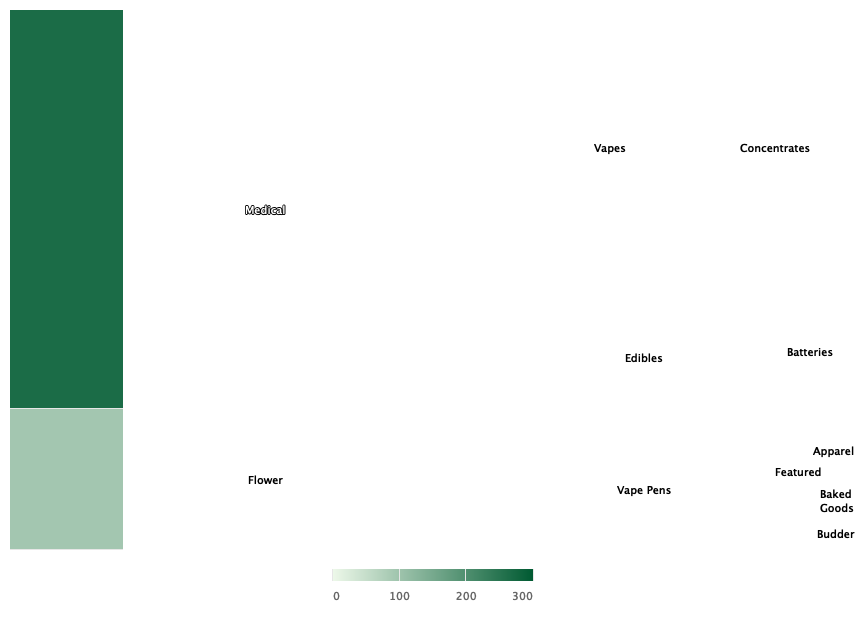 Vapes
Concentrates
Medical
Edibles
Batteries
Apparel
Featured
Flower
Vape Pens
Baked
Goods
Budder
0
100
200
300